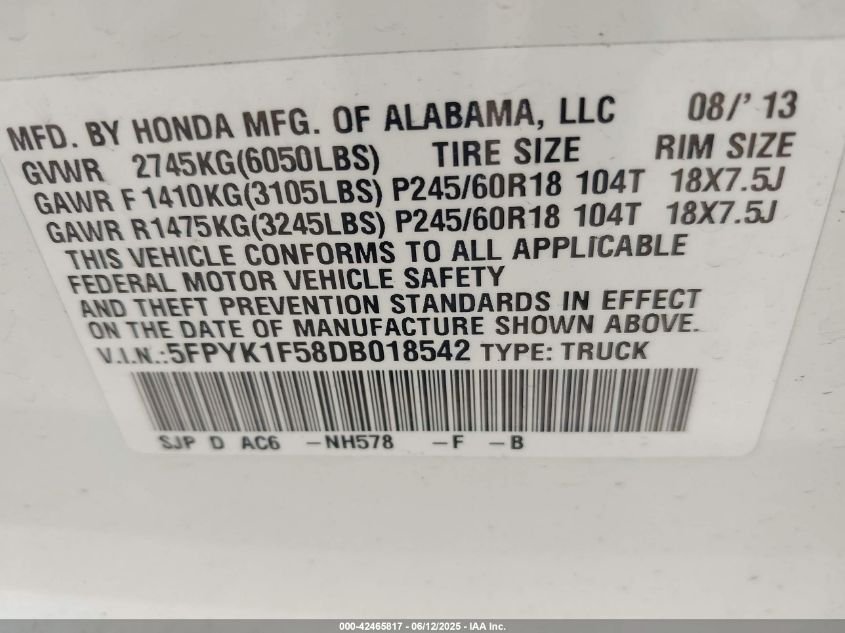 MFD. BY HONDA MFG. OF ALABAMA, LLC 08/' 13
GVWR 2745KG(6050LBS) TIRE SIZE RIM SIZE
GAWR F 1410KG(3105LBS) P245/60R18 104T 18X7.5J
GAWR R1475KG(3245LBS) P245/60R18 104T 18X7.5J
THIS VEHICLE CONFORMS TO ALL APPLICABLE
FEDERAL MOTOR VEHICLE SAFETY
AND THEFT PREVENTION STANDARDS IN EFFECT
ON THE DATE OF MANUFACTURE SHOWN ABOVE.
V.I.N.:5FPYK1F58DB018542 TYPE: TRUCK
SJP D AC6 -NH578 -F -B
000-42465817 - 06/12/2025 - IAA Inc.